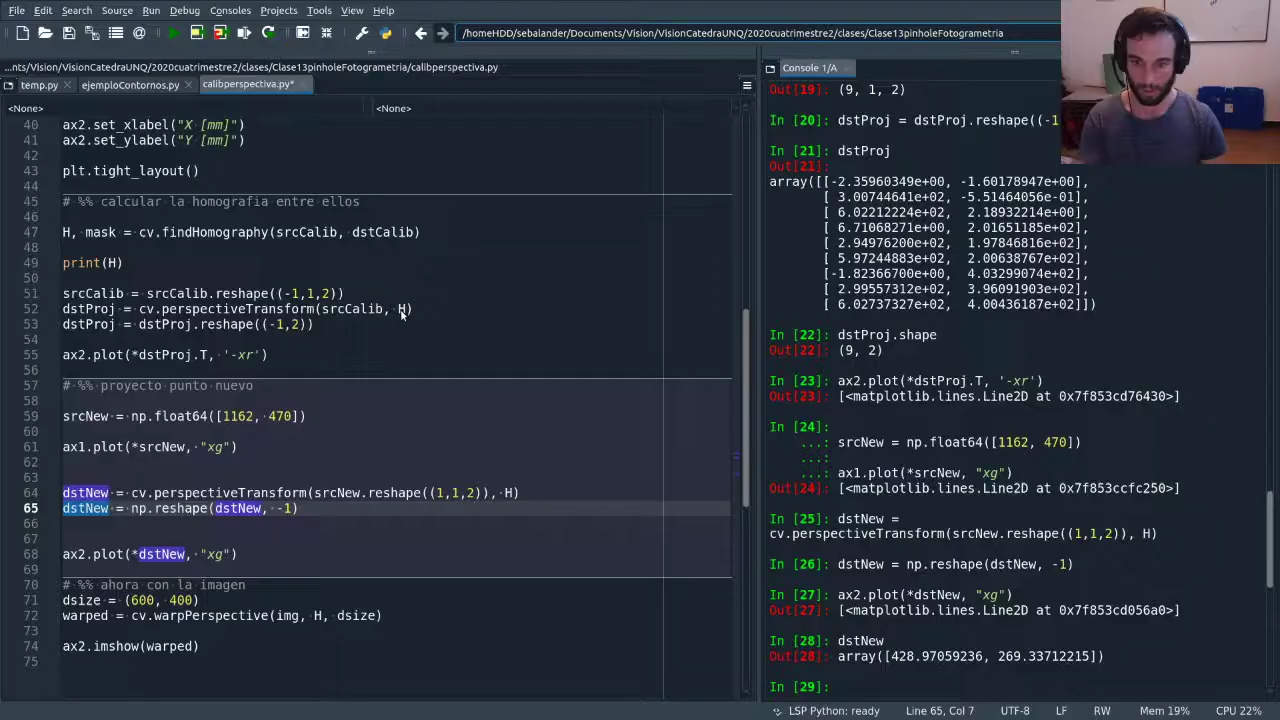 File Edit Search Source Run Debug Consoles Projects Tools View Help
/homeHDD/sebalander/Documents/Vision/VisionCatedraUNQ/2020cuatrimestre2/clases/Clase13pinholeFotogrametria
...nts/Vision/VisionCatedraUNQ/2020cuatrimestre2/clases/Clase13pinholeFotogrametria/calibperspectiva.py
temp.py ejemploContornos.py calibperspectiva.py*
<None> <None>
40 ax2.set_xlabel("X [mm]")
41 ax2.set_ylabel("Y [mm]")
42
43 plt.tight_layout()
44
45 # %% calcular la homografia entre ellos
46
47 H, mask = cv.findHomography(srcCalib, dstCalib)
48
49 print(H)
50
51 srcCalib = srcCalib.reshape((-1,1,2))
52 dstProj = cv.perspectiveTransform(srcCalib, H)
53 dstProj = dstProj.reshape((-1,2))
54
55 ax2.plot(*dstProj.T, '-xr')
56
57 # %% proyecto punto nuevo
58
59 srcNew = np.float64([1162, 470])
60
61 ax1.plot(*srcNew, "xg")
62
63
64 dstNew = cv.perspectiveTransform(srcNew.reshape((1,1,2)), H)
65 dstNew = np.reshape(dstNew, -1)
66
67
68 ax2.plot(*dstNew, "xg")
69
70 # %% ahora con la imagen
71 dsize = (600, 400)
72 warped = cv.warpPerspective(img, H, dsize)
73
74 ax2.imshow(warped)
75
Console 1/A
Out[19]: (9, 1, 2)
In [20]: dstProj = dstProj.reshape((-1
In [21]: dstProj
Out[21]:
array([[-2.35960349e+00, -1.60178947e+00],
[ 3.00744641e+02, -5.51464056e-01],
[ 6.02212224e+02, 2.18932214e+00],
[ 6.71068271e+00, 2.01651185e+02],
[ 2.94976200e+02, 1.97846816e+02],
[ 5.97244883e+02, 2.00638767e+02],
[-1.82366700e+00, 4.03299074e+02],
[ 2.99557312e+02, 3.96091903e+02],
[ 6.02737327e+02, 4.00436187e+02]])
In [22]: dstProj.shape
Out[22]: (9, 2)
In [23]: ax2.plot(*dstProj.T, '-xr')
Out[23]: [<matplotlib.lines.Line2D at 0x7f853cd76430>]
In [24]:
...: srcNew = np.float64([1162, 470])
...:
...: ax1.plot(*srcNew, "xg")
Out[24]: [<matplotlib.lines.Line2D at 0x7f853ccfc250>]
In [25]: dstNew =
cv.perspectiveTransform(srcNew.reshape((1,1,2)), H)
In [26]: dstNew = np.reshape(dstNew, -1)
In [27]: ax2.plot(*dstNew, "xg")
Out[27]: [<matplotlib.lines.Line2D at 0x7f853cd056a0>]
In [28]: dstNew
Out[28]: array([428.97059236, 269.33712215])
In [29]:
LSP Python: ready Line 65, Col 7 UTF-8 LF RW Mem 19% CPU 22%